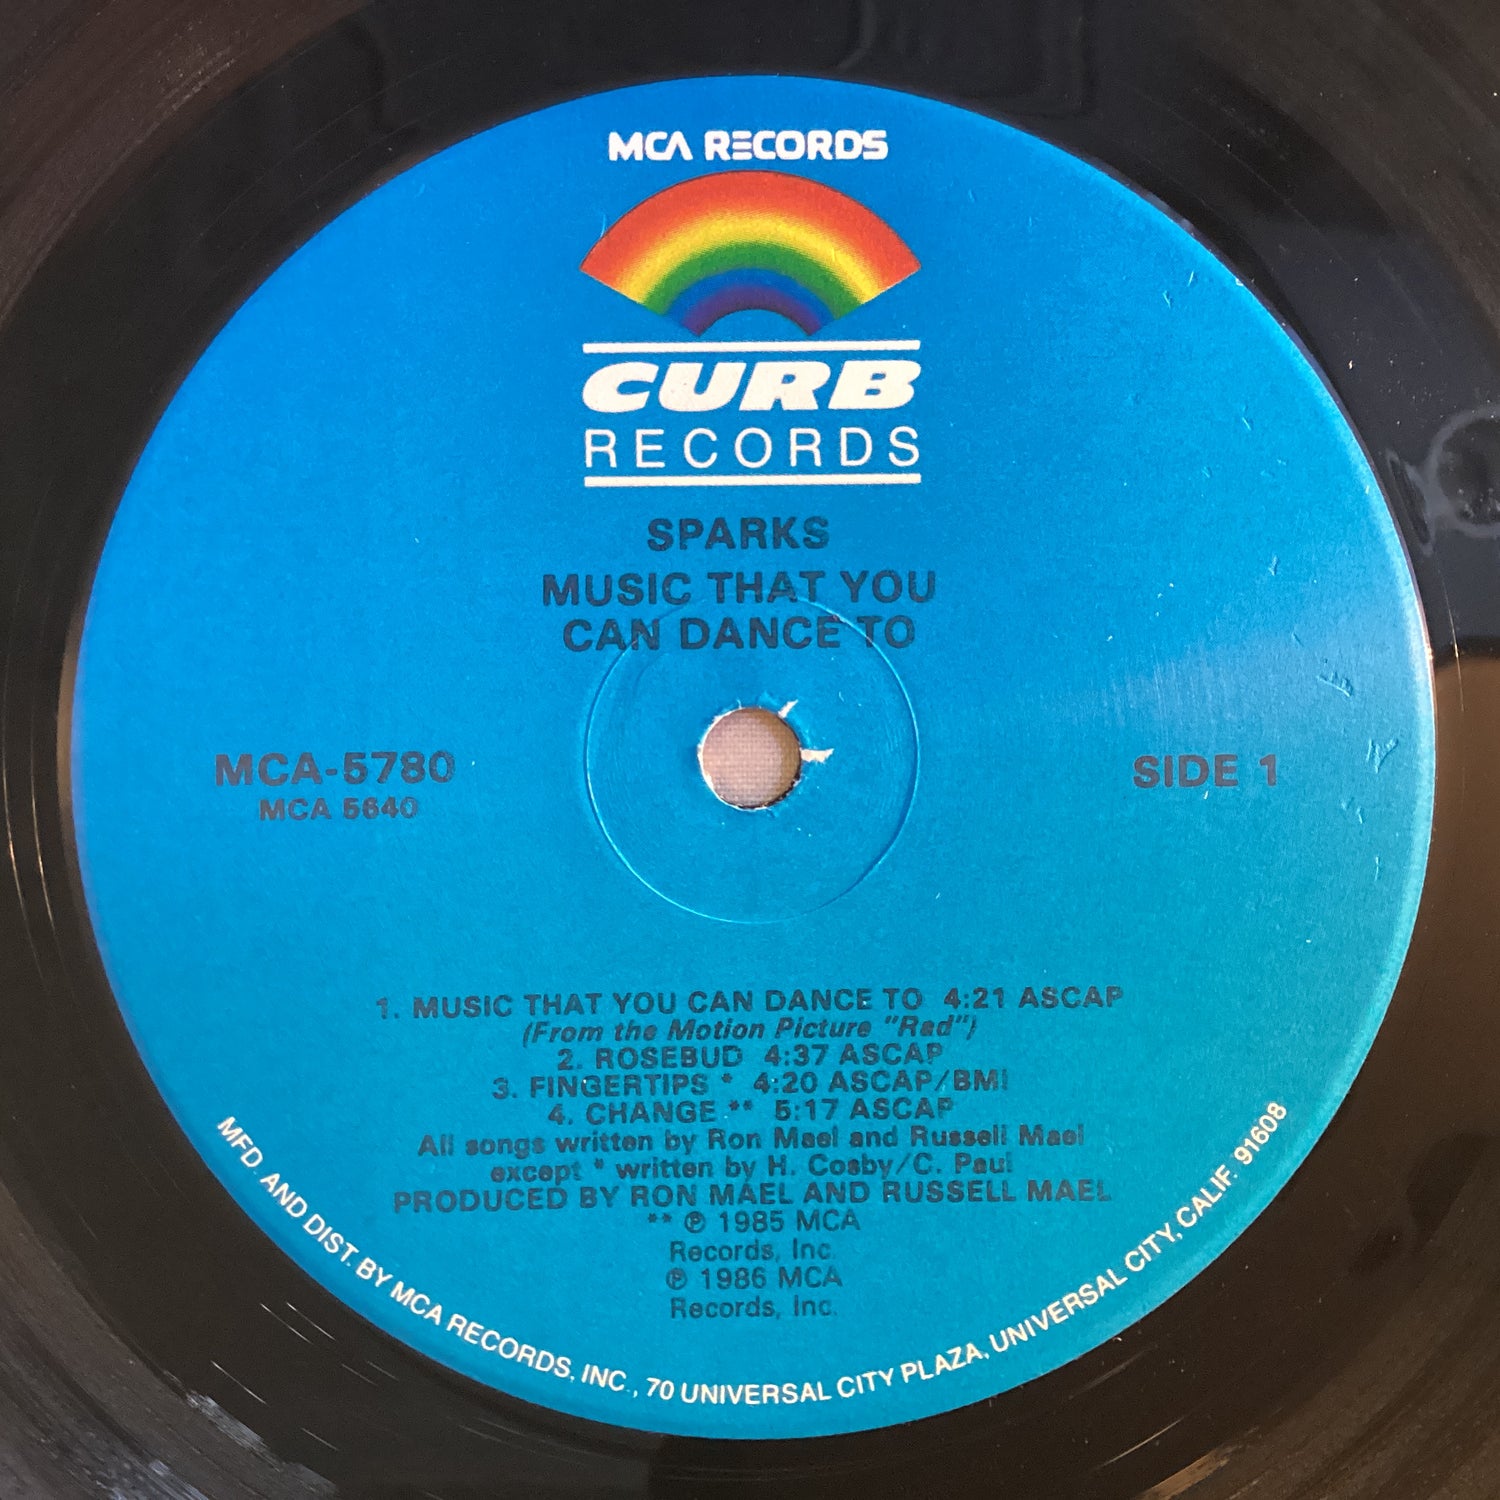 MCA RECORDS
CURB
RECORDS
SPARKS
MUSIC THAT YOU
CAN DANCE TO
MCA-5780
MCA 5640
SIDE 1
1. MUSIC THAT YOU CAN DANCE TO 4:21 ASCAP
(From the Motion Picture "Rad")
2. ROSEBUD 4:37 ASCAP
3. FINGERTIPS * 4:20 ASCAP/BMI
4. CHANGE ** 5:17 ASCAP
All songs written by Ron Mael and Russell Mael
except * written by H. Cosby/C. Paul
PRODUCED BY RON MAEL AND RUSSELL MAEL
** ℗ 1985 MCA
Records, Inc.
℗ 1986 MCA
Records, Inc.
MFD. AND DIST. BY MCA RECORDS, INC., 70 UNIVERSAL CITY PLAZA, UNIVERSAL CITY, CALIF. 91608